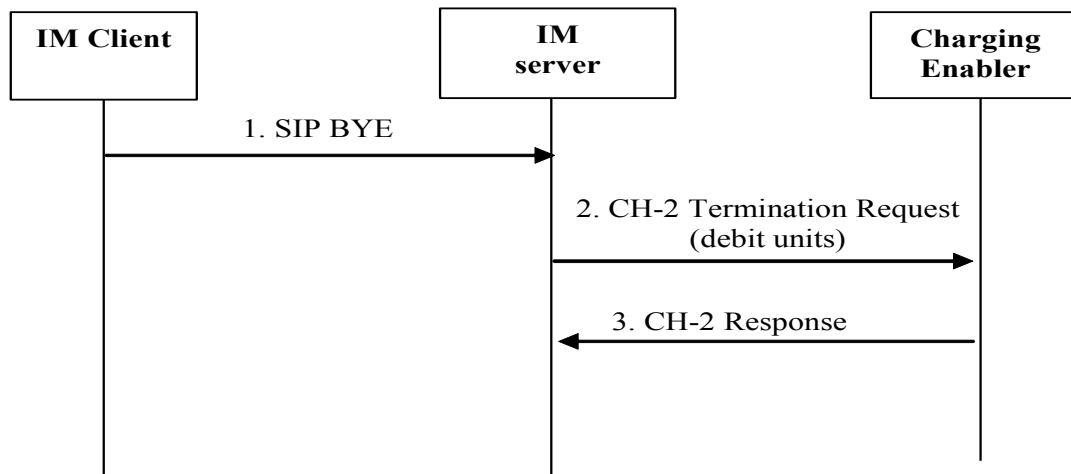 IM Client
IM
server
Charging
Enabler
1. SIP BYE
2. CH-2 Termination Request
(debit units)
3. CH-2 Response